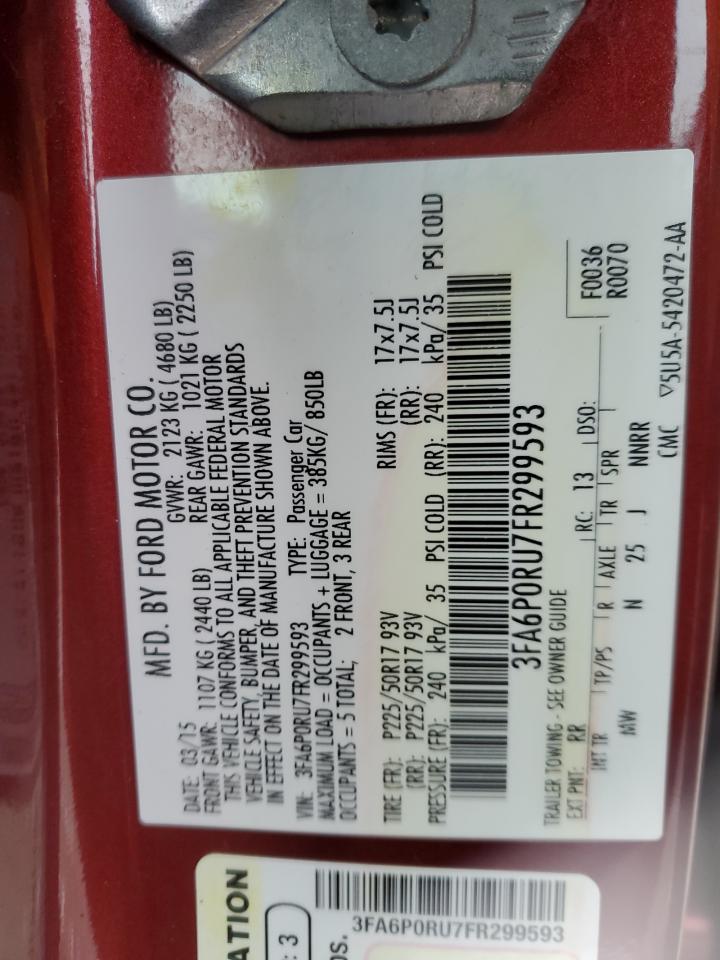 MFD. BY FORD MOTOR CO.
DATE: 03/15 GVWR: 2123 KG ( 4680 LB)
FRONT GAWR: 1107 KG ( 2440 LB) REAR GAWR: 1021 KG ( 2250 LB)
THIS VEHICLE CONFORMS TO ALL APPLICABLE FEDERAL MOTOR
VEHICLE SAFETY, BUMPER, AND THEFT PREVENTION STANDARDS
IN EFFECT ON THE DATE OF MANUFACTURE SHOWN ABOVE.
VIN: 3FA6P0RU7FR299593 TYPE: Passenger Car
MAXIMUM LOAD = OCCUPANTS + LUGGAGE = 385KG/ 850LB
OCCUPANTS = 5 TOTAL; 2 FRONT, 3 REAR
TIRE (FR): P225/50R17 93V RIMS (FR): 17x7.5J
(RR): P225/50R17 93V (RR): 17x7.5J
PRESSURE (FR): 240 kPa/ 35 PSI COLD (RR): 240 kPa/ 35 PSI COLD
3FA6P0RU7FR299593
TRAILER TOWING - SEE OWNER GUIDE
EXT PNT: RR RC: 13 DSO: F0036
R0070
INT TR TP/PS R AXLE TR SPR
MW N 25 J NNRR
CMC ▽5U5A-5420472-AA
ATION
: 3
OS.
3FA6P0RU7FR299593